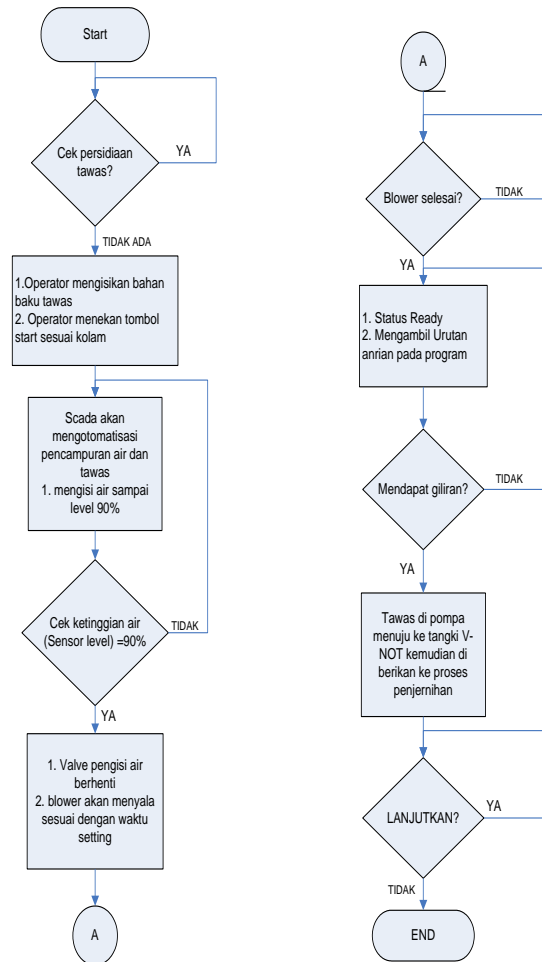 Start
Cek persidiaan
tawas?
YA
TIDAK ADA
1.Operator mengisikan bahan
baku tawas
2. Operator menekan tombol
start sesuai kolam
Scada akan
mengotomatisasi
pencampuran air dan
tawas
1. mengisi air sampai
level 90%
Cek ketinggian air
(Sensor level) =90%
TIDAK
YA
1. Valve pengisi air
berhenti
2. blower akan menyala
sesuai dengan waktu
setting
A
A
Blower selesai?
TIDAK
YA
1. Status Ready
2. Mengambil Urutan
anrian pada program
Mendapat giliran?
TIDAK
YA
Tawas di pompa
menuju ke tangki V-
NOT kemudian di
berikan ke proses
penjernihan
LANJUTKAN?
YA
TIDAK
END